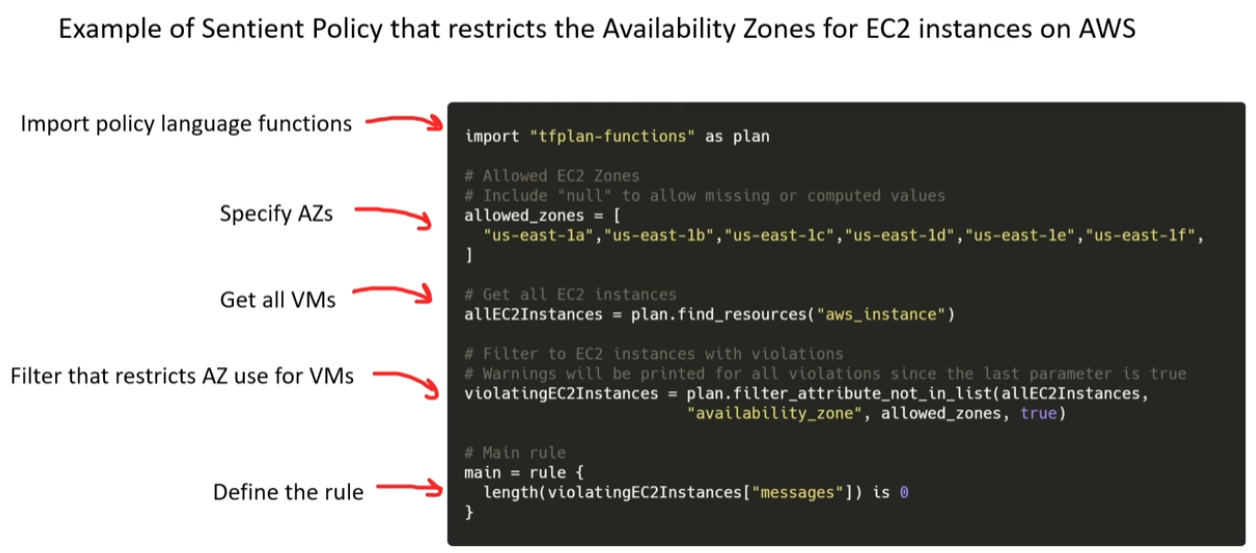 Example of Sentient Policy that restricts the Availability Zones for EC2 instances on AWS
Import policy language functions
import "tfplan-functions" as plan
# Allowed EC2 Zones
# Include "null" to allow missing or computed values
Specify AZs
allowed_zones = [
"us-east-1a","us-east-1b","us-east-1c","us-east-1d","us-east-1e","us-east-1f",
]
Get all VMs
# Get all EC2 instances
allEC2Instances = plan.find_resources("aws_instance")
# Filter to EC2 instances with violations
Filter that restricts AZ use for VMs
# Warnings will be printed for all violations since the last parameter is true
violatingEC2Instances = plan.filter_attribute_not_in_list(allEC2Instances,
"availability_zone", allowed_zones, true)
# Main rule
main = rule {
Define the rule
length(violatingEC2Instances["messages"]) is 0
}